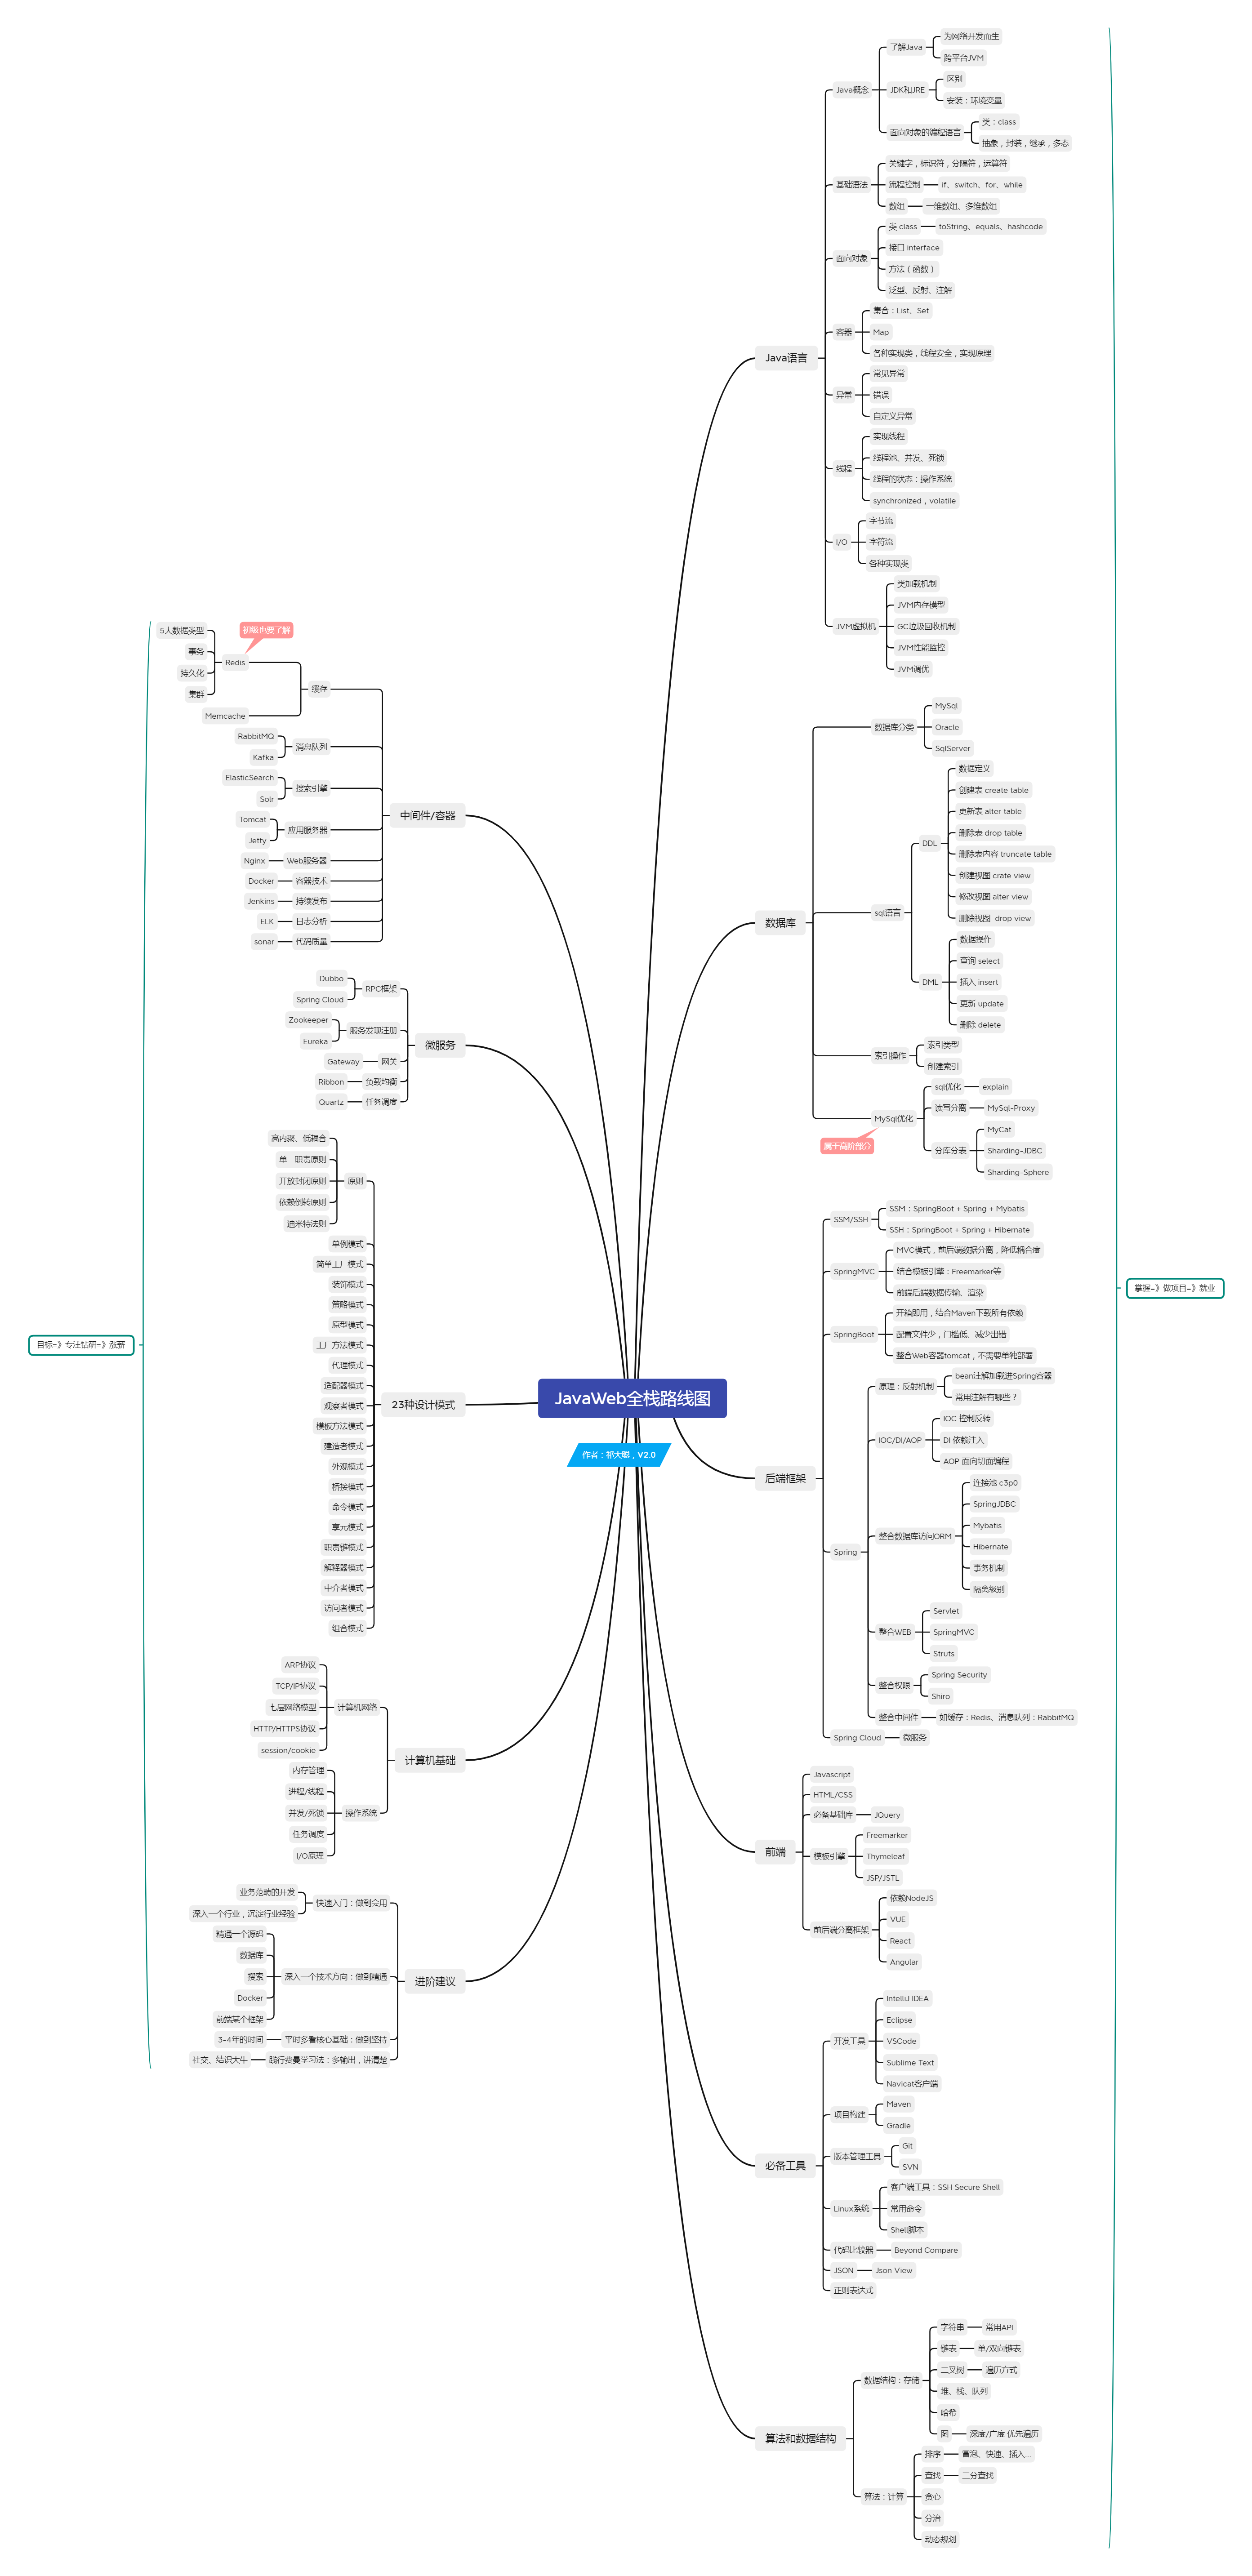 JavaWeb全栈路线图
作者：祁大聪，V2.0
Java语言
Java概念
了解Java
为网络开发而生
跨平台JVM
JDK和JRE
区别
安装：环境变量
面向对象的编程语言
类：class
抽象，封装，继承，多态
基础语法
关键字，标识符，分隔符，运算符
流程控制
if、switch、for、while
数组
一维数组、多维数组
面向对象
类 class
toString、equals、hashcode
接口 interface
方法（函数）
泛型、反射、注解
容器
集合：List、Set
Map
各种实现类，线程安全，实现原理
异常
常见异常
错误
自定义异常
线程
实现线程
线程池、并发、死锁
线程的状态：操作系统
synchronized，volatile
I/O
字节流
字符流
各种实现类
JVM虚拟机
类加载机制
JVM内存模型
GC垃圾回收机制
JVM性能监控
JVM调优
数据库
数据库分类
MySql
Oracle
SqlServer
sql语言
DDL
数据定义
创建表 create table
更新表 alter table
删除表 drop table
删除表内容 truncate table
创建视图 crate view
修改视图 alter view
删除视图 drop view
DML
数据操作
查询 select
插入 insert
更新 update
删除 delete
索引操作
索引类型
创建索引
MySql优化
属于高阶部分
sql优化
explain
读写分离
MySql-Proxy
分库分表
MyCat
Sharding-JDBC
Sharding-Sphere
后端框架
SSM/SSH
SSM：SpringBoot + Spring + Mybatis
SSH：SpringBoot + Spring + Hibernate
SpringMVC
MVC模式，前后端数据分离，降低耦合度
结合模板引擎：Freemarker等
前端后端数据传输、渲染
SpringBoot
开箱即用，结合Maven下载所有依赖
配置文件少，门槛低、减少出错
整合Web容器tomcat，不需要单独部署
Spring
原理：反射机制
bean注解加载进Spring容器
常用注解有哪些？
IOC/DI/AOP
IOC 控制反转
DI 依赖注入
AOP 面向切面编程
整合数据库访问ORM
连接池 c3p0
SpringJDBC
Mybatis
Hibernate
事务机制
隔离级别
整合WEB
Servlet
SpringMVC
Struts
整合权限
Spring Security
Shiro
整合中间件
如缓存：Redis、消息队列：RabbitMQ
Spring Cloud
微服务
前端
Javascript
HTML/CSS
必备基础库
JQuery
模板引擎
Freemarker
Thymeleaf
JSP/JSTL
前后端分离框架
依赖NodeJS
VUE
React
Angular
必备工具
开发工具
IntelliJ IDEA
Eclipse
VSCode
Sublime Text
Navicat客户端
项目构建
Maven
Gradle
版本管理工具
Git
SVN
Linux系统
客户端工具：SSH Secure Shell
常用命令
Shell脚本
代码比较器
Beyond Compare
JSON
Json View
正则表达式
算法和数据结构
数据结构：存储
字符串
常用API
链表
单/双向链表
二叉树
遍历方式
堆、栈、队列
哈希
图
深度/广度 优先遍历
算法：计算
排序
冒泡、快速、插入...
查找
二分查找
贪心
分治
动态规划
掌握=》做项目=》就业
中间件/容器
缓存
Redis
初级也要了解
5大数据类型
事务
持久化
集群
Memcache
消息队列
RabbitMQ
Kafka
搜索引擎
ElasticSearch
Solr
应用服务器
Tomcat
Jetty
Web服务器
Nginx
容器技术
Docker
持续发布
Jenkins
日志分析
ELK
代码质量
sonar
微服务
RPC框架
Dubbo
Spring Cloud
服务发现注册
Zookeeper
Eureka
网关
Gateway
负载均衡
Ribbon
任务调度
Quartz
23种设计模式
原则
高内聚、低耦合
单一职责原则
开放封闭原则
依赖倒转原则
迪米特法则
单例模式
简单工厂模式
装饰模式
策略模式
原型模式
工厂方法模式
代理模式
适配器模式
观察者模式
模板方法模式
建造者模式
外观模式
桥接模式
命令模式
享元模式
职责链模式
解释器模式
中介者模式
访问者模式
组合模式
计算机基础
计算机网络
ARP协议
TCP/IP协议
七层网络模型
HTTP/HTTPS协议
session/cookie
操作系统
内存管理
进程/线程
并发/死锁
任务调度
I/O原理
进阶建议
快速入门：做到会用
业务范畴的开发
深入一个行业，沉淀行业经验
深入一个技术方向：做到精通
精通一个源码
数据库
搜索
Docker
前端某个框架
平时多看核心基础：做到坚持
3-4年的时间
践行费曼学习法：多输出，讲清楚
社交、结识大牛
目标=》专注钻研=》涨薪